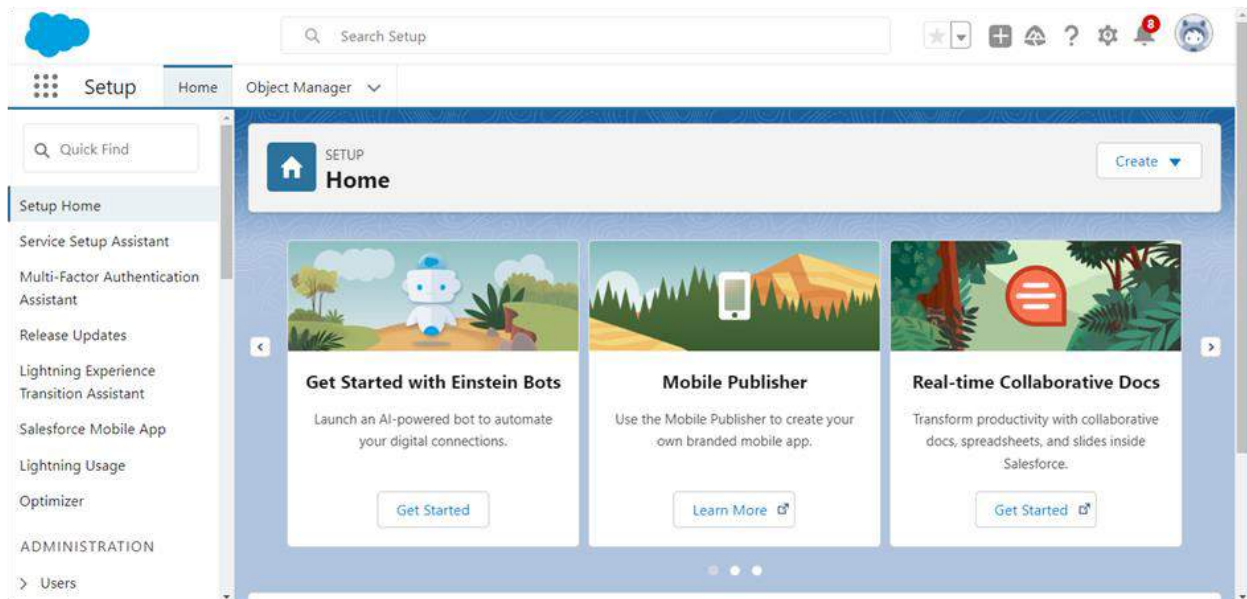 Search Setup
8
Setup
Home
Object Manager
Quick Find
Setup Home
Service Setup Assistant
Multi-Factor Authentication
Assistant
Release Updates
Lightning Experience
Transition Assistant
Salesforce Mobile App
Lightning Usage
Optimizer
ADMINISTRATION
Users
SETUP
Home
Create
Get Started with Einstein Bots
Launch an AI-powered bot to automate
your digital connections.
Get Started
Mobile Publisher
Use the Mobile Publisher to create your
own branded mobile app.
Learn More
Real-time Collaborative Docs
Transform productivity with collaborative
docs, spreadsheets, and slides inside
Salesforce.
Get Started